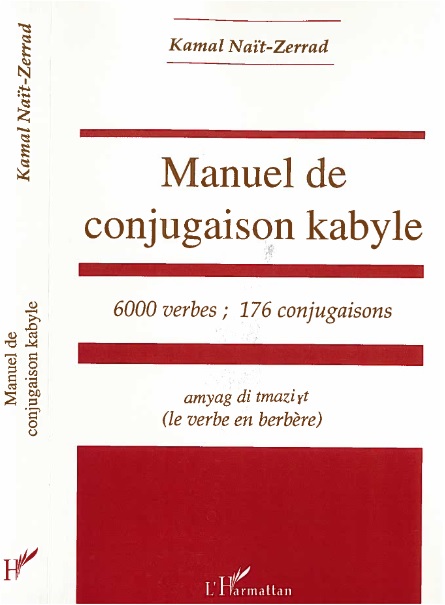 Kamal Naït-Zerrad
Manuel de
conjugaison kabyle
Kamal Naït-Zerrad
Manuel de
conjugaison kabyle
6000 verbes ; 176 conjugaisons
amyag di tmaziɣt
(le verbe en berbère)
L'Harmattan